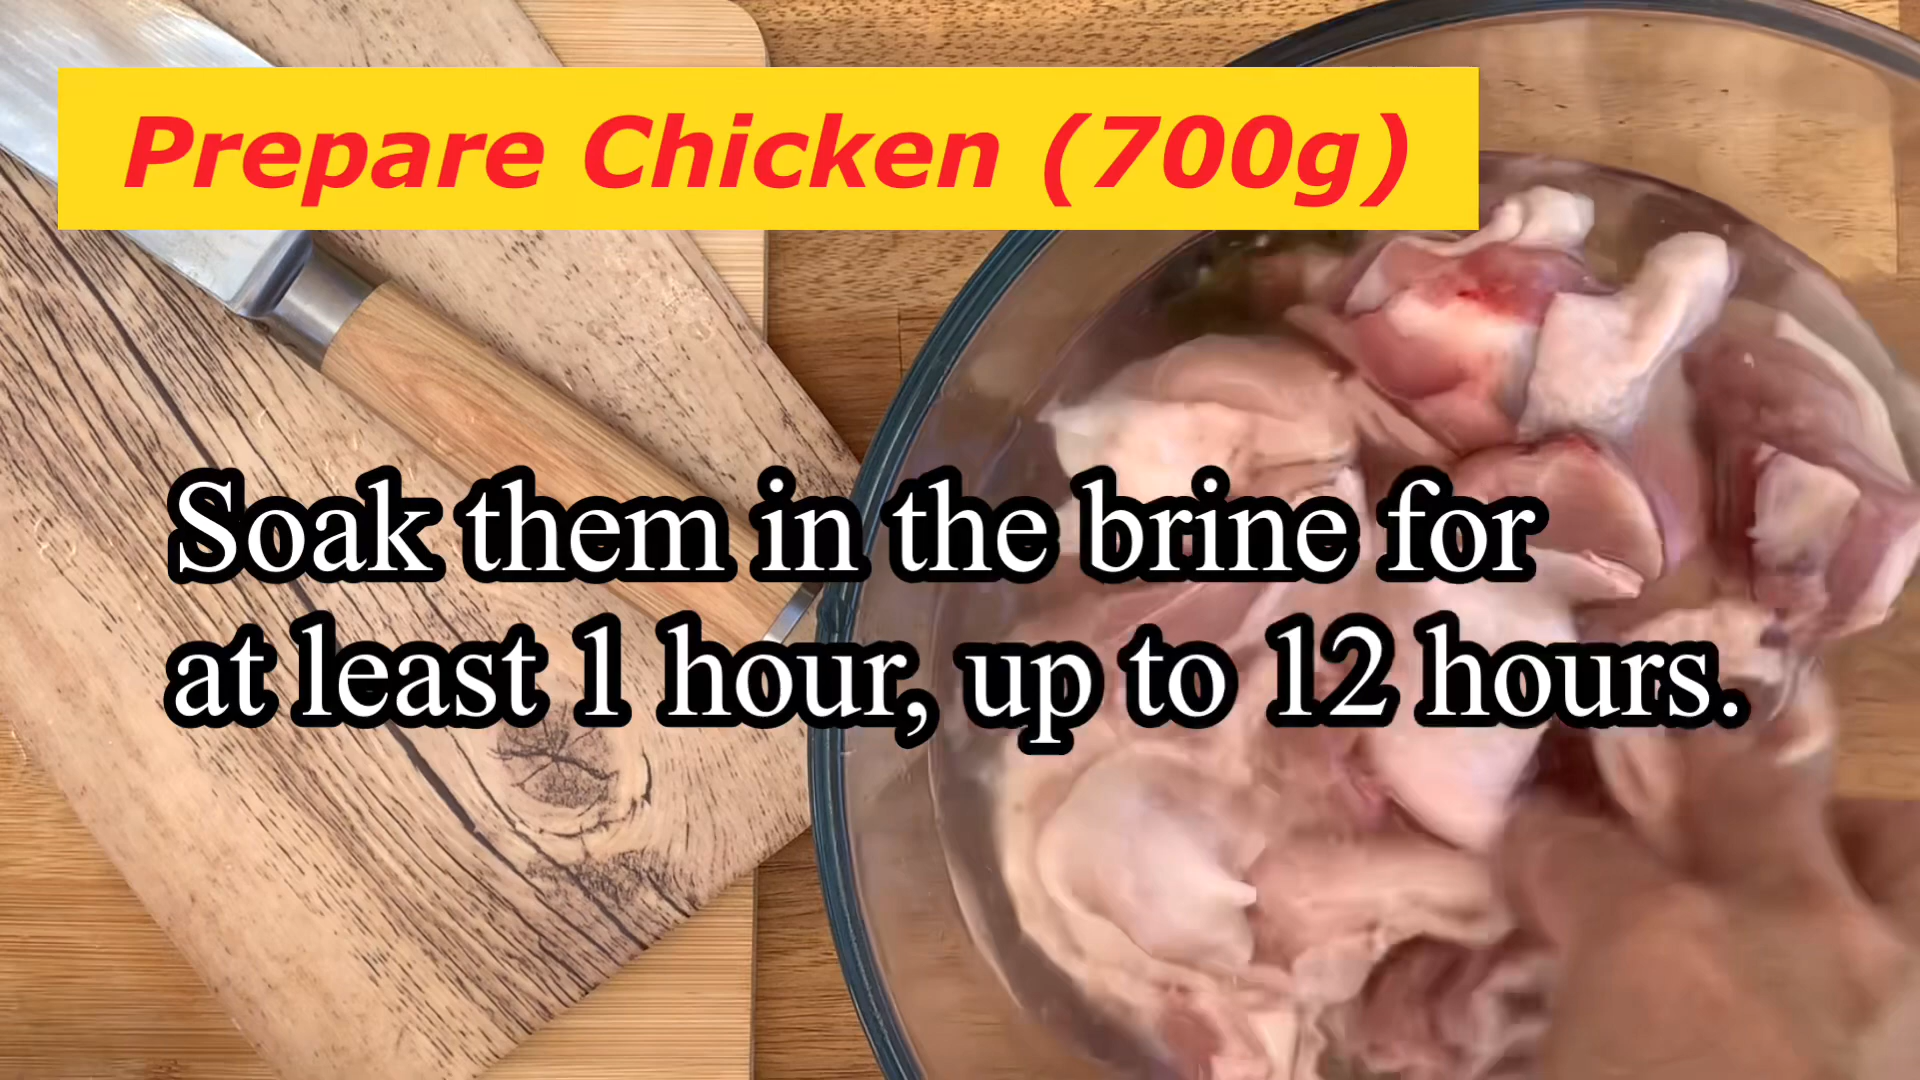 Prepare Chicken (700g)
Soak them in the brine for
at least 1 hour, up to 12 hours.